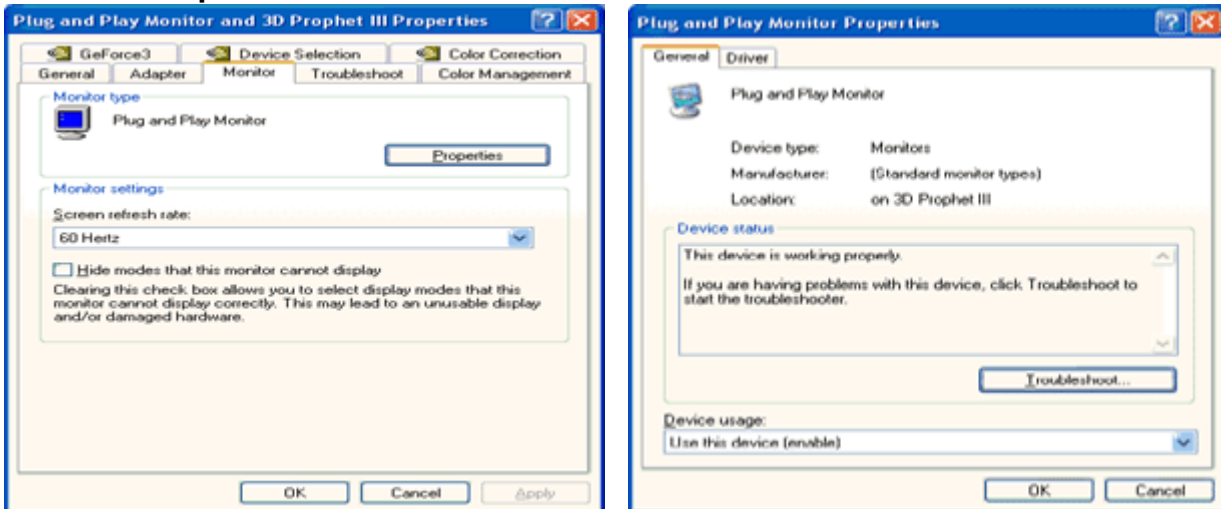 Plug and Play Monitor and 3D Prophet III Properties
GeForce3 Device Selection Color Correction
General Adapter Monitor Troubleshoot Color Management
Monitor type
Plug and Play Monitor
Properties
Monitor settings
Screen refresh rate:
60 Hertz
Hide modes that this monitor cannot display
Clearing this check box allows you to select display modes that this
monitor cannot display correctly. This may lead to an unusable display
and/or damaged hardware.
OK Cancel Apply
Plug and Play Monitor Properties
General Driver
Plug and Play Monitor
Device type: Monitors
Manufacturer: (Standard monitor types)
Location: on 3D Prophet III
Device status
This device is working properly.
If you are having problems with this device, click Troubleshoot to
start the troubleshooter.
Troubleshoot...
Device usage:
Use this device (enable)
OK Cancel